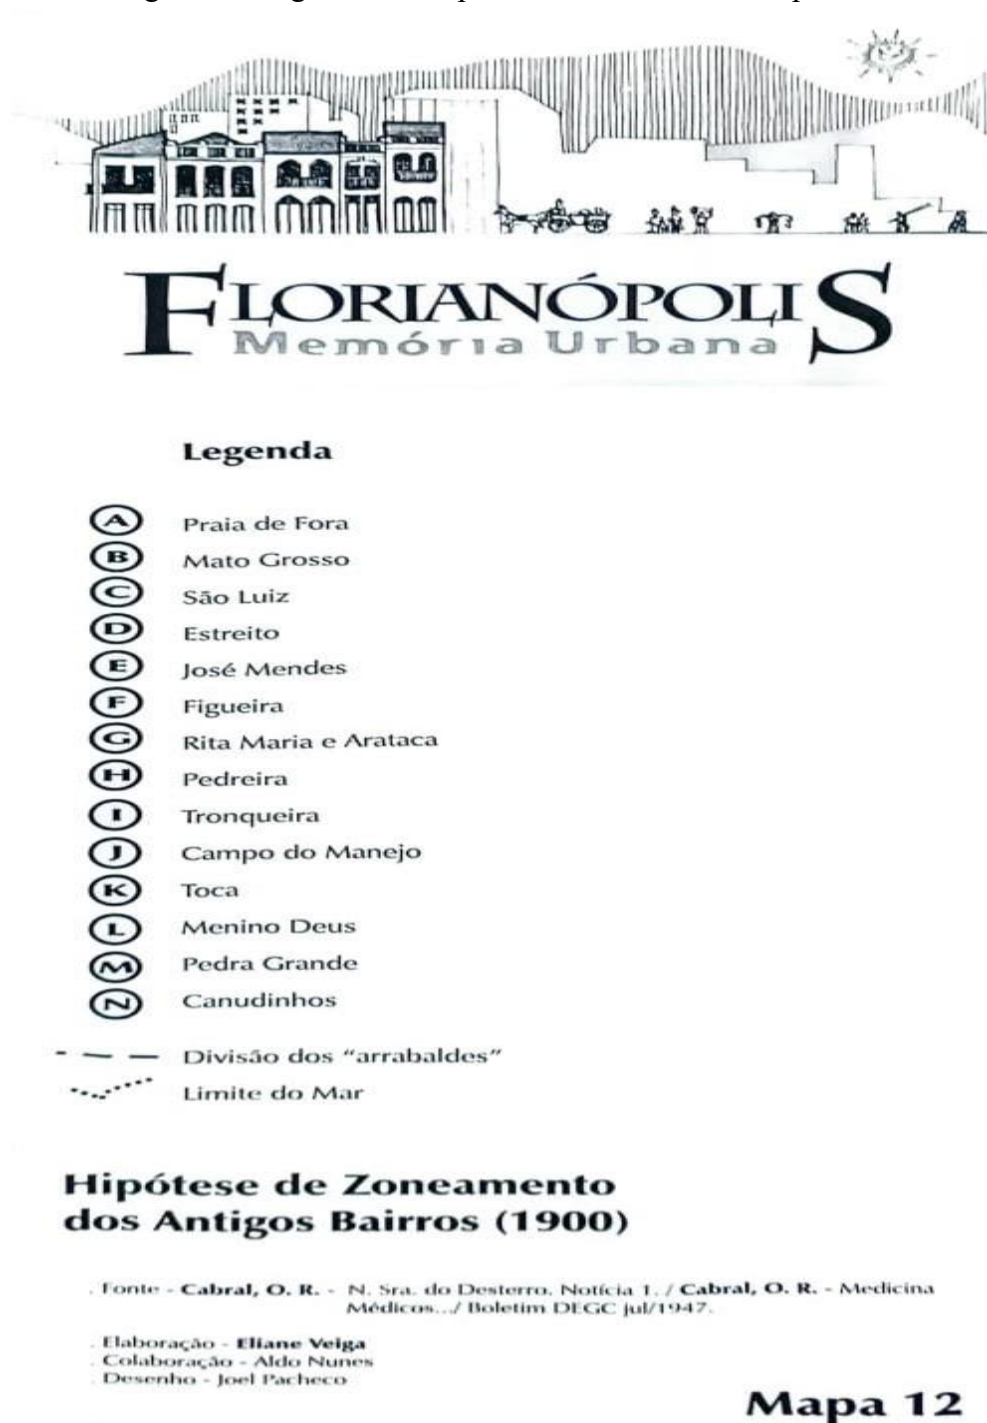 FLORIANÓPOLIS
Memória Urbana
Legenda
A Praia de Fora
B Mato Grosso
C São Luiz
D Estreito
E José Mendes
F Figueira
G Rita Maria e Arataca
H Pedreira
I Tronqueira
J Campo do Manejo
K Toca
L Menino Deus
M Pedra Grande
N Canudinhos
Divisão dos "arrabaldes"
Limite do Mar
Hipótese de Zoneamento
dos Antigos Bairros (1900)
. Fonte - Cabral, O. R. - N. Sra. do Desterro. Notícia 1. / Cabral, O. R. - Medicina
Médicos.../ Boletim DEGC jul/1947.
. Elaboração - Eliane Veiga
. Colaboração - Aldo Nunes
. Desenho - Joel Pacheco
Mapa 12